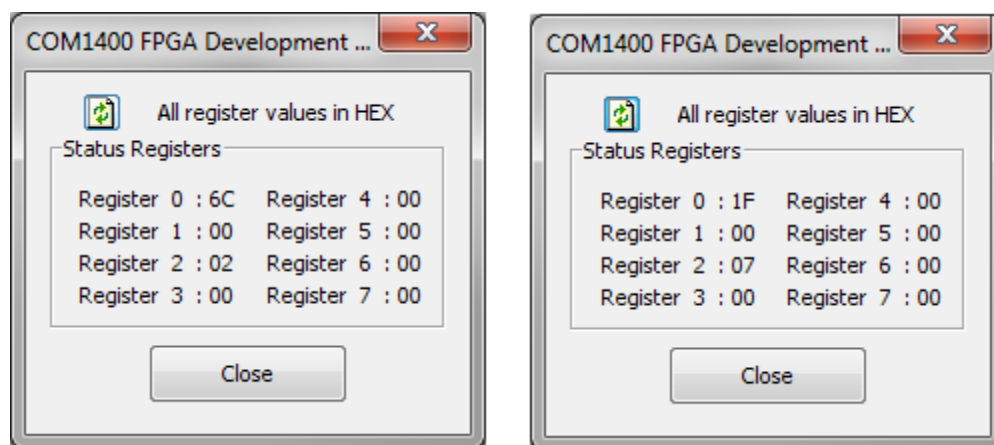 COM1400 FPGA Development ...
All register values in HEX
Status Registers
Register 0 : 6C Register 4 : 00
Register 1 : 00 Register 5 : 00
Register 2 : 02 Register 6 : 00
Register 3 : 00 Register 7 : 00
Close
COM1400 FPGA Development ...
All register values in HEX
Status Registers
Register 0 : 1F Register 4 : 00
Register 1 : 00 Register 5 : 00
Register 2 : 07 Register 6 : 00
Register 3 : 00 Register 7 : 00
Close